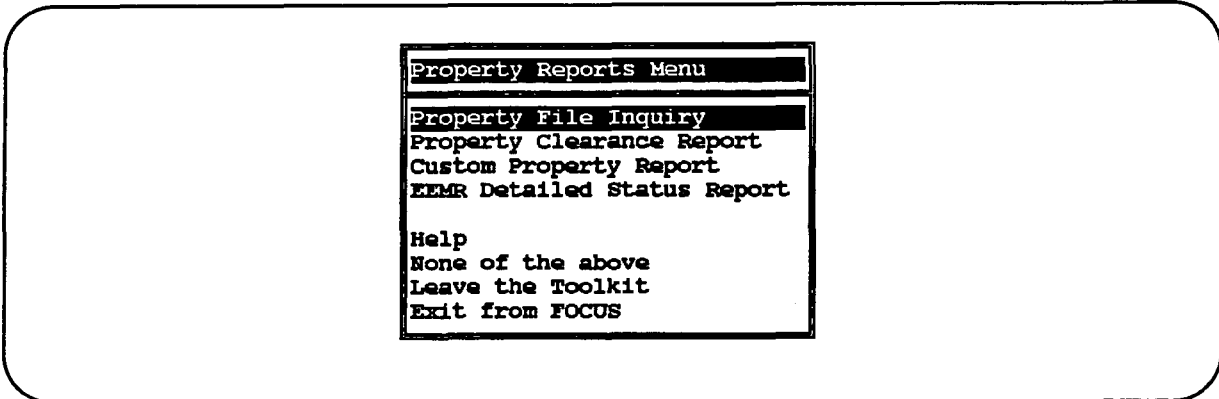 Property Reports Menu
Property File Inquiry
Property Clearance Report
Custom Property Report
EEMR Detailed Status Report
Help
None of the above
Leave the Toolkit
Exit from FOCUS